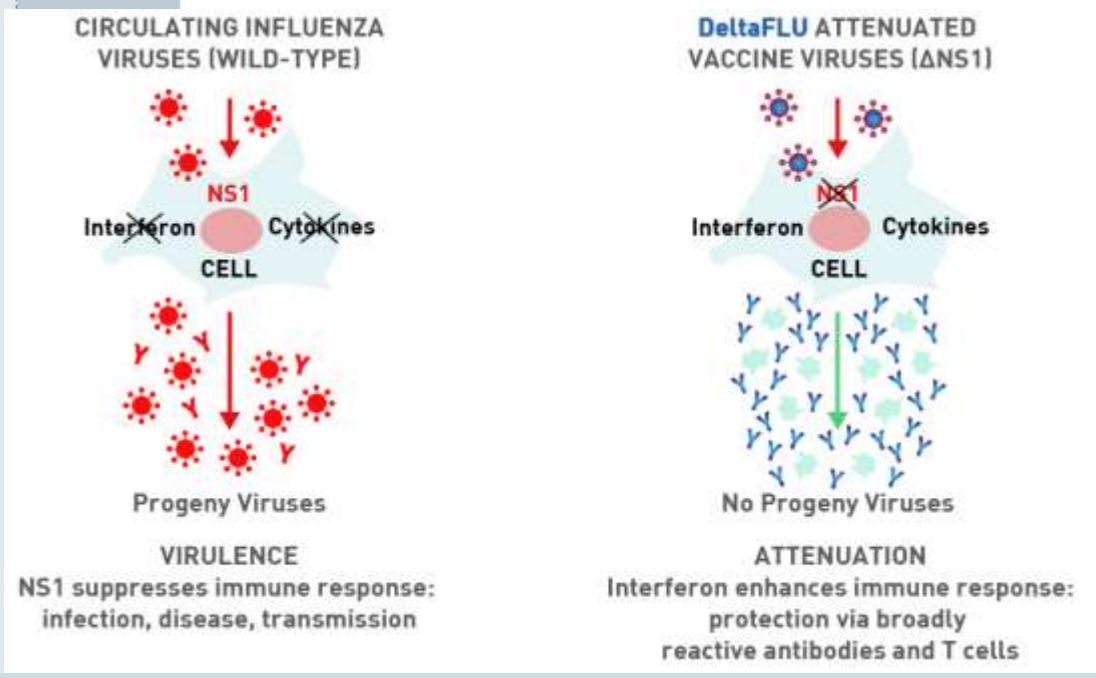 CIRCULATING INFLUENZA
VIRUSES (WILD-TYPE)
NS1
Interferon
Cytokines
CELL
Progeny Viruses
VIRULENCE
NS1 suppresses immune response:
infection, disease, transmission
DeltaFLU ATTENUATED
VACCINE VIRUSES (ΔNS1)
NS1
Interferon
Cytokines
CELL
No Progeny Viruses
ATTENUATION
Interferon enhances immune response:
protection via broadly
reactive antibodies and T cells